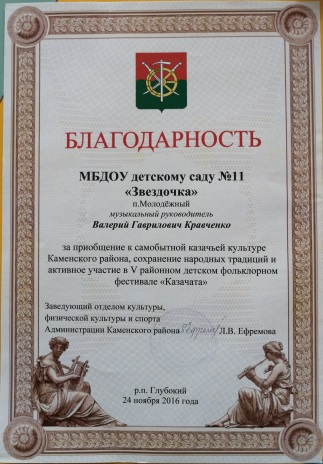 БЛАГОДАРНОСТЬ
МБДОУ детскому саду №11
«Звездочка»
п.Молодёжный
музыкальный руководитель
Валерий Гаврилович Кравченко
за приобщение к самобытной казачьей культуре
Каменского района, сохранение народных традиций и
активное участие в V районном детском фольклорном
фестивале «Казачата»
Заведующий отделом культуры,
физической культуры и спорта
Администрации Каменского района Л.В. Ефремова
р.п. Глубокий
24 ноября 2016 года